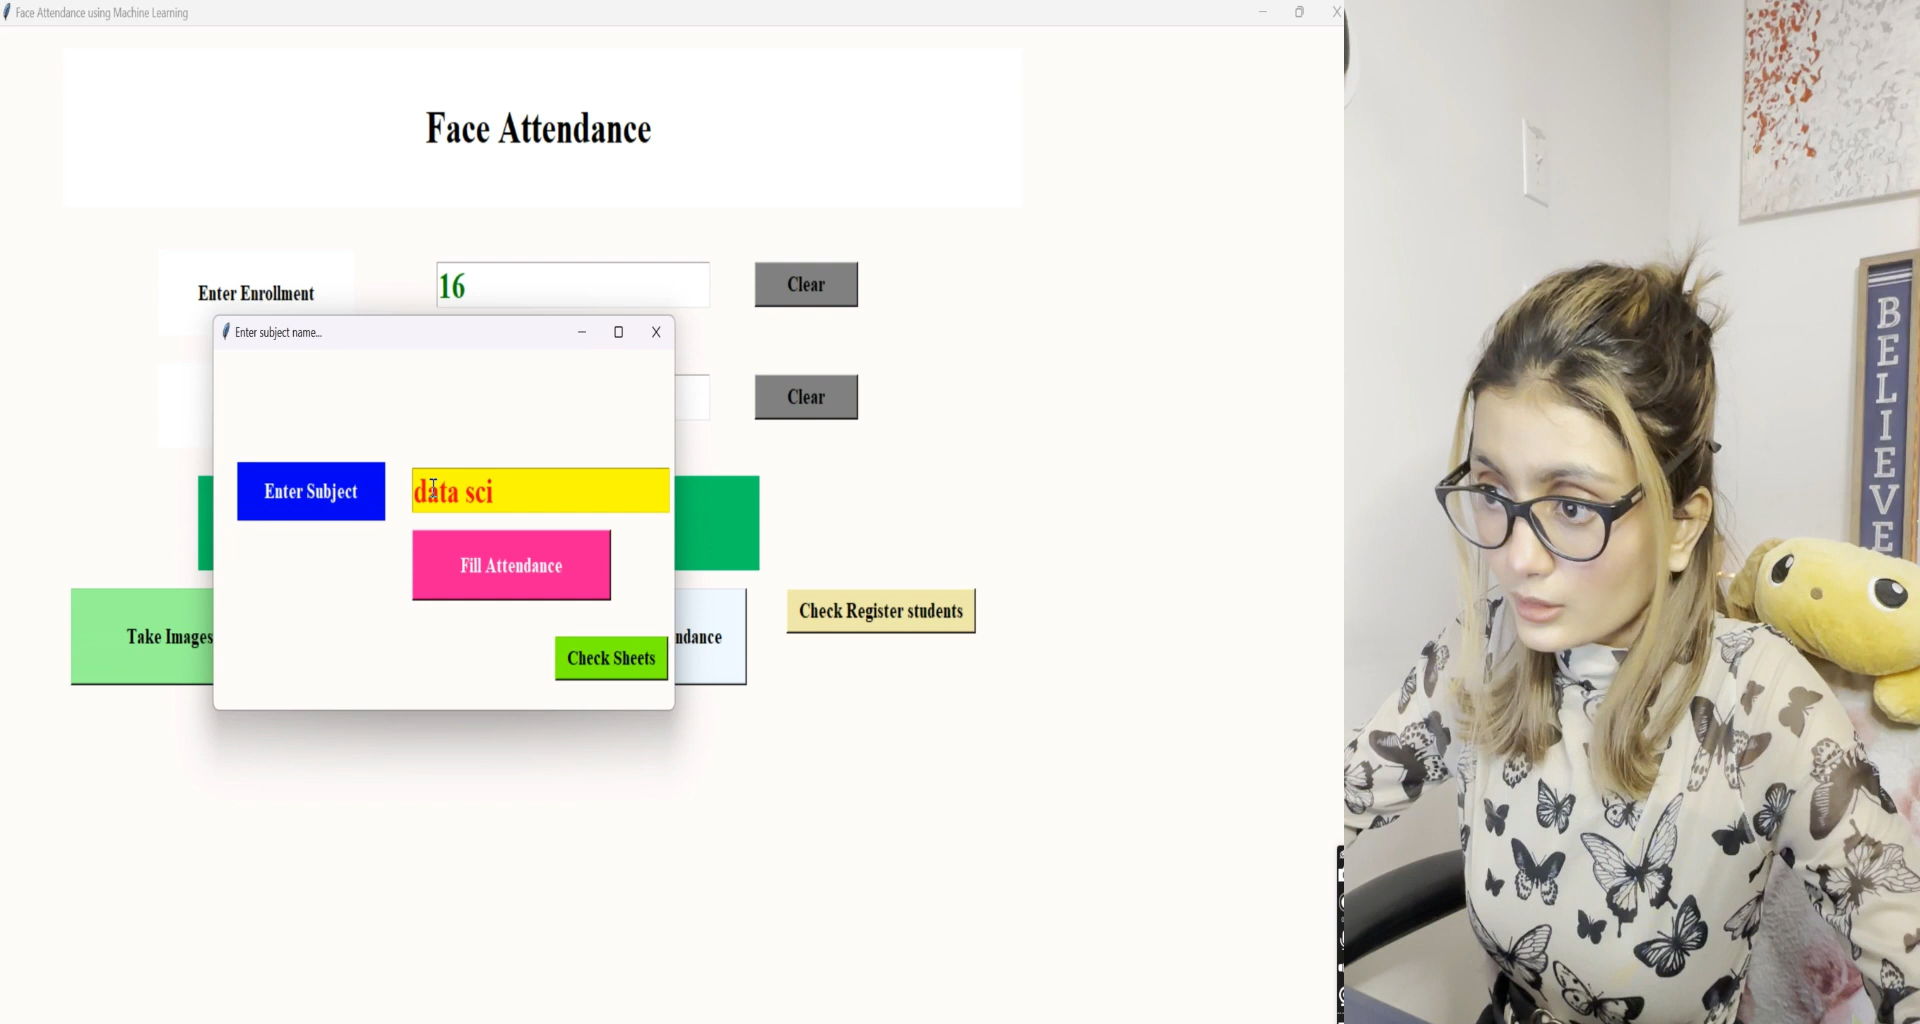 Face Attendance using Machine Learning
Face Attendance
Enter Enrollment
16
Clear
Enter subject name...
Clear
Enter Subject
data sci
Fill Attendance
Check Register students
Take Images
ndance
Check Sheets
BELIEVE